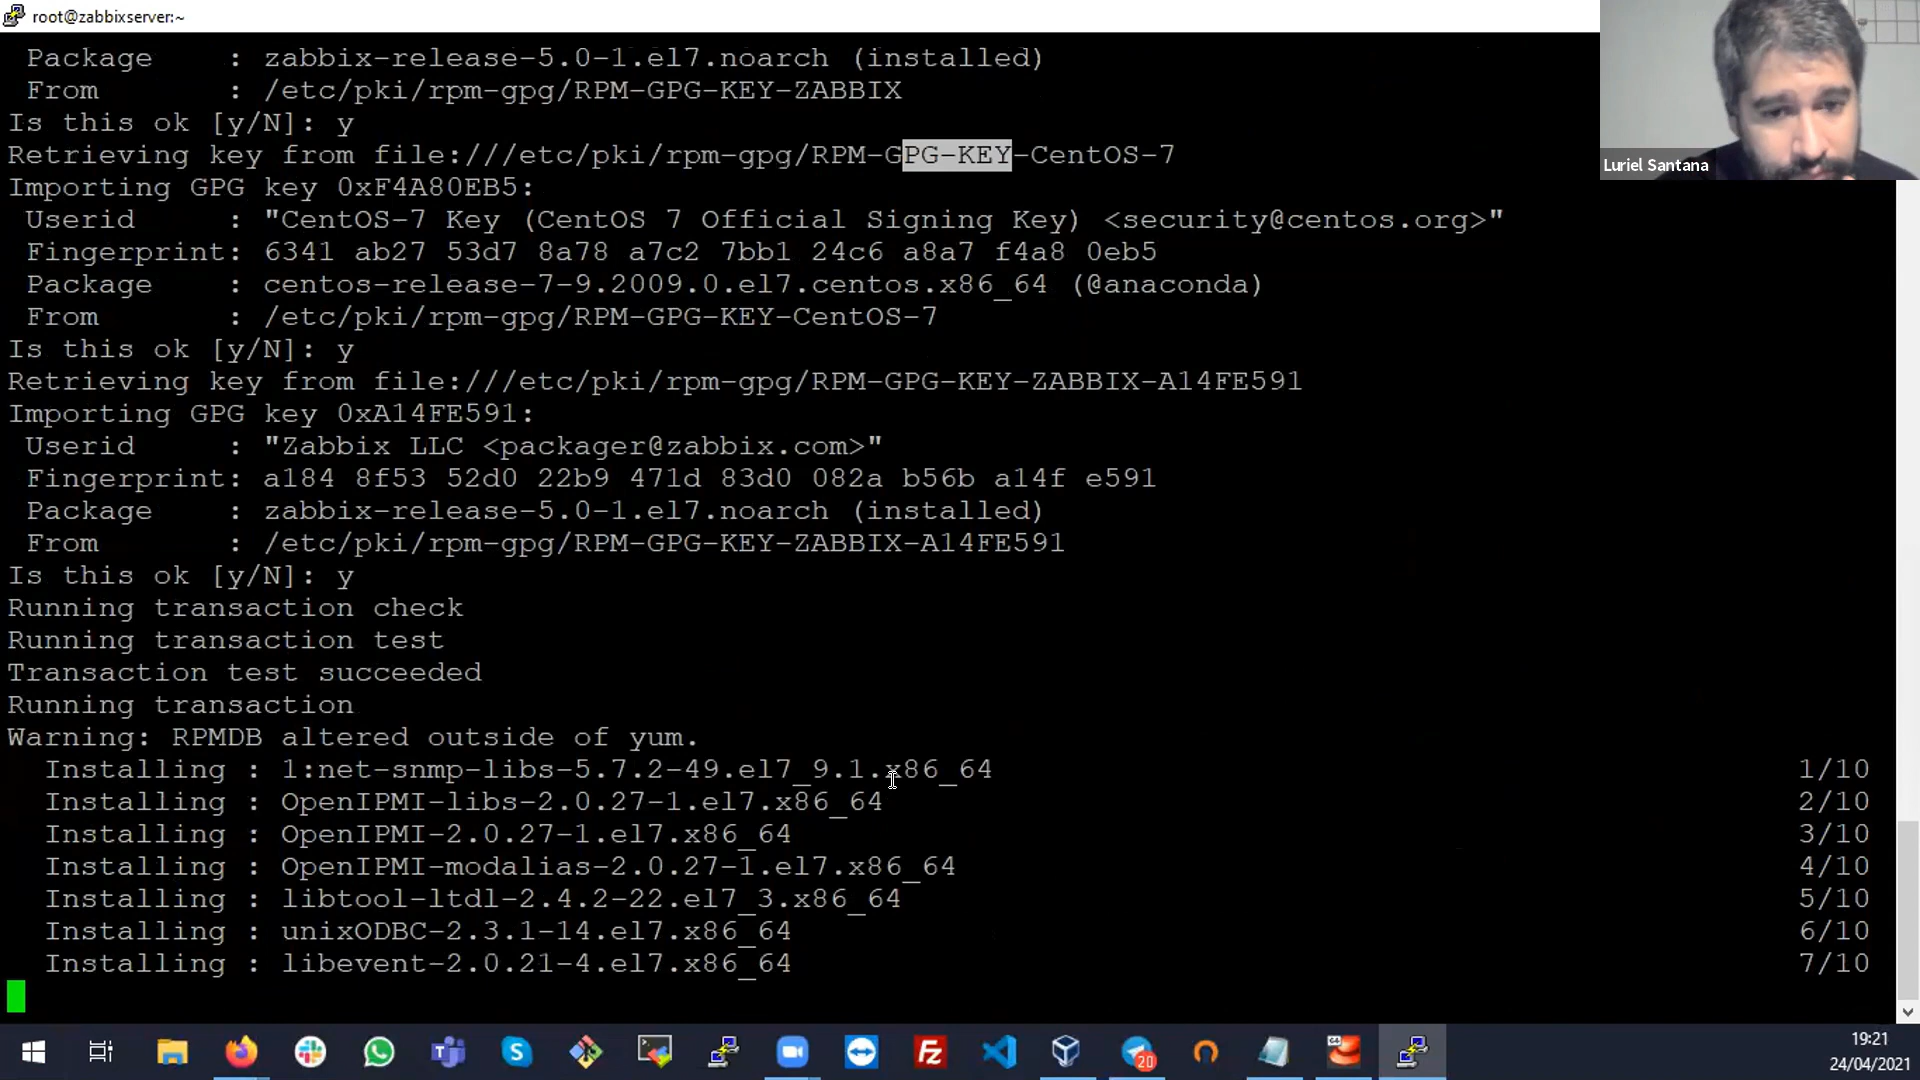 root@zabbixserver:~
Package : zabbix-release-5.0-1.el7.noarch (installed)
From : /etc/pki/rpm-gpg/RPM-GPG-KEY-ZABBIX
Is this ok [y/N]: y
Retrieving key from file:///etc/pki/rpm-gpg/RPM-GPG-KEY-CentOS-7
Importing GPG key 0xF4A80EB5:
Userid : "CentOS-7 Key (CentOS 7 Official Signing Key) <security@centos.org>"
Fingerprint: 6341 ab27 53d7 8a78 a7c2 7bb1 24c6 a8a7 f4a8 0eb5
Package : centos-release-7-9.2009.0.el7.centos.x86_64 (@anaconda)
From : /etc/pki/rpm-gpg/RPM-GPG-KEY-CentOS-7
Is this ok [y/N]: y
Retrieving key from file:///etc/pki/rpm-gpg/RPM-GPG-KEY-ZABBIX-A14FE591
Importing GPG key 0xA14FE591:
Userid : "Zabbix LLC <packager@zabbix.com>"
Fingerprint: a184 8f53 52d0 22b9 471d 83d0 082a b56b a14f e591
Package : zabbix-release-5.0-1.el7.noarch (installed)
From : /etc/pki/rpm-gpg/RPM-GPG-KEY-ZABBIX-A14FE591
Is this ok [y/N]: y
Running transaction check
Running transaction test
Transaction test succeeded
Running transaction
Warning: RPMDB altered outside of yum.
Installing : 1:net-snmp-libs-5.7.2-49.el7_9.1.x86_64 1/10
Installing : OpenIPMI-libs-2.0.27-1.el7.x86_64 2/10
Installing : OpenIPMI-2.0.27-1.el7.x86_64 3/10
Installing : OpenIPMI-modalias-2.0.27-1.el7.x86_64 4/10
Installing : libtool-ltdl-2.4.2-22.el7_3.x86_64 5/10
Installing : unixODBC-2.3.1-14.el7.x86_64 6/10
Installing : libevent-2.0.21-4.el7.x86_64 7/10
Luriel Santana
20
19:21
24/04/2021